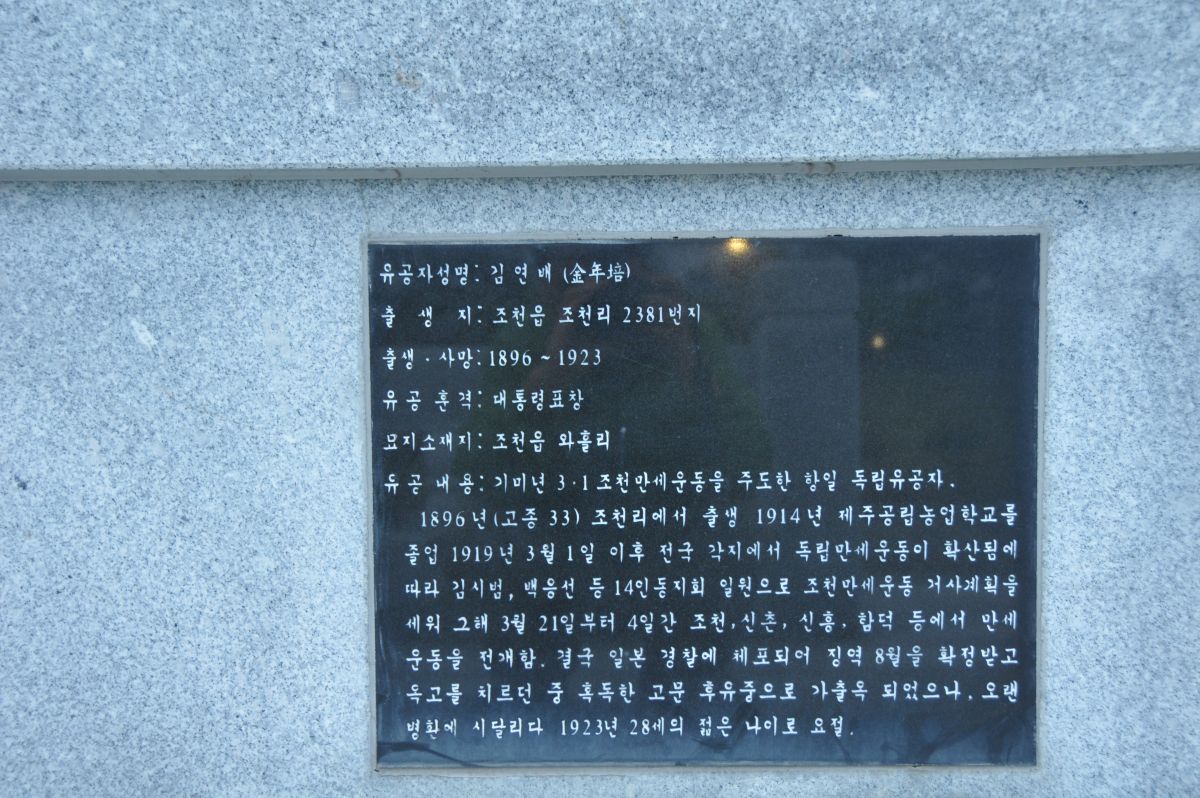 유공자성명: 김연배 (金年培)
출 생 지: 조천읍 조천리 2381번지
출생·사망: 1896 ~ 1923
유공 훈격: 대통령표창
묘지소재지: 조천읍 와흘리
유공 내용: 기미년 3·1 조천만세운동을 주도한 항일 독립유공자.
1896년(고종 33) 조천리에서 출생 1914년 제주공립농업학교를
졸업 1919년 3월 1일 이후 전국 각지에서 독립만세운동이 확산됨에
따라 김시범, 백응선 등 14인동지회 일원으로 조천만세운동 거사계획을
세워 그해 3월 21일부터 4일간 조천, 신촌, 신흥, 함덕 등에서 만세
운동을 전개함. 결국 일본 경찰에 체포되어 징역 8월을 확정받고
옥고를 치르던 중 혹독한 고문 후유증으로 가출옥 되었으나, 오랜
병환에 시달리다 1923년 28세의 젊은 나이로 요절.